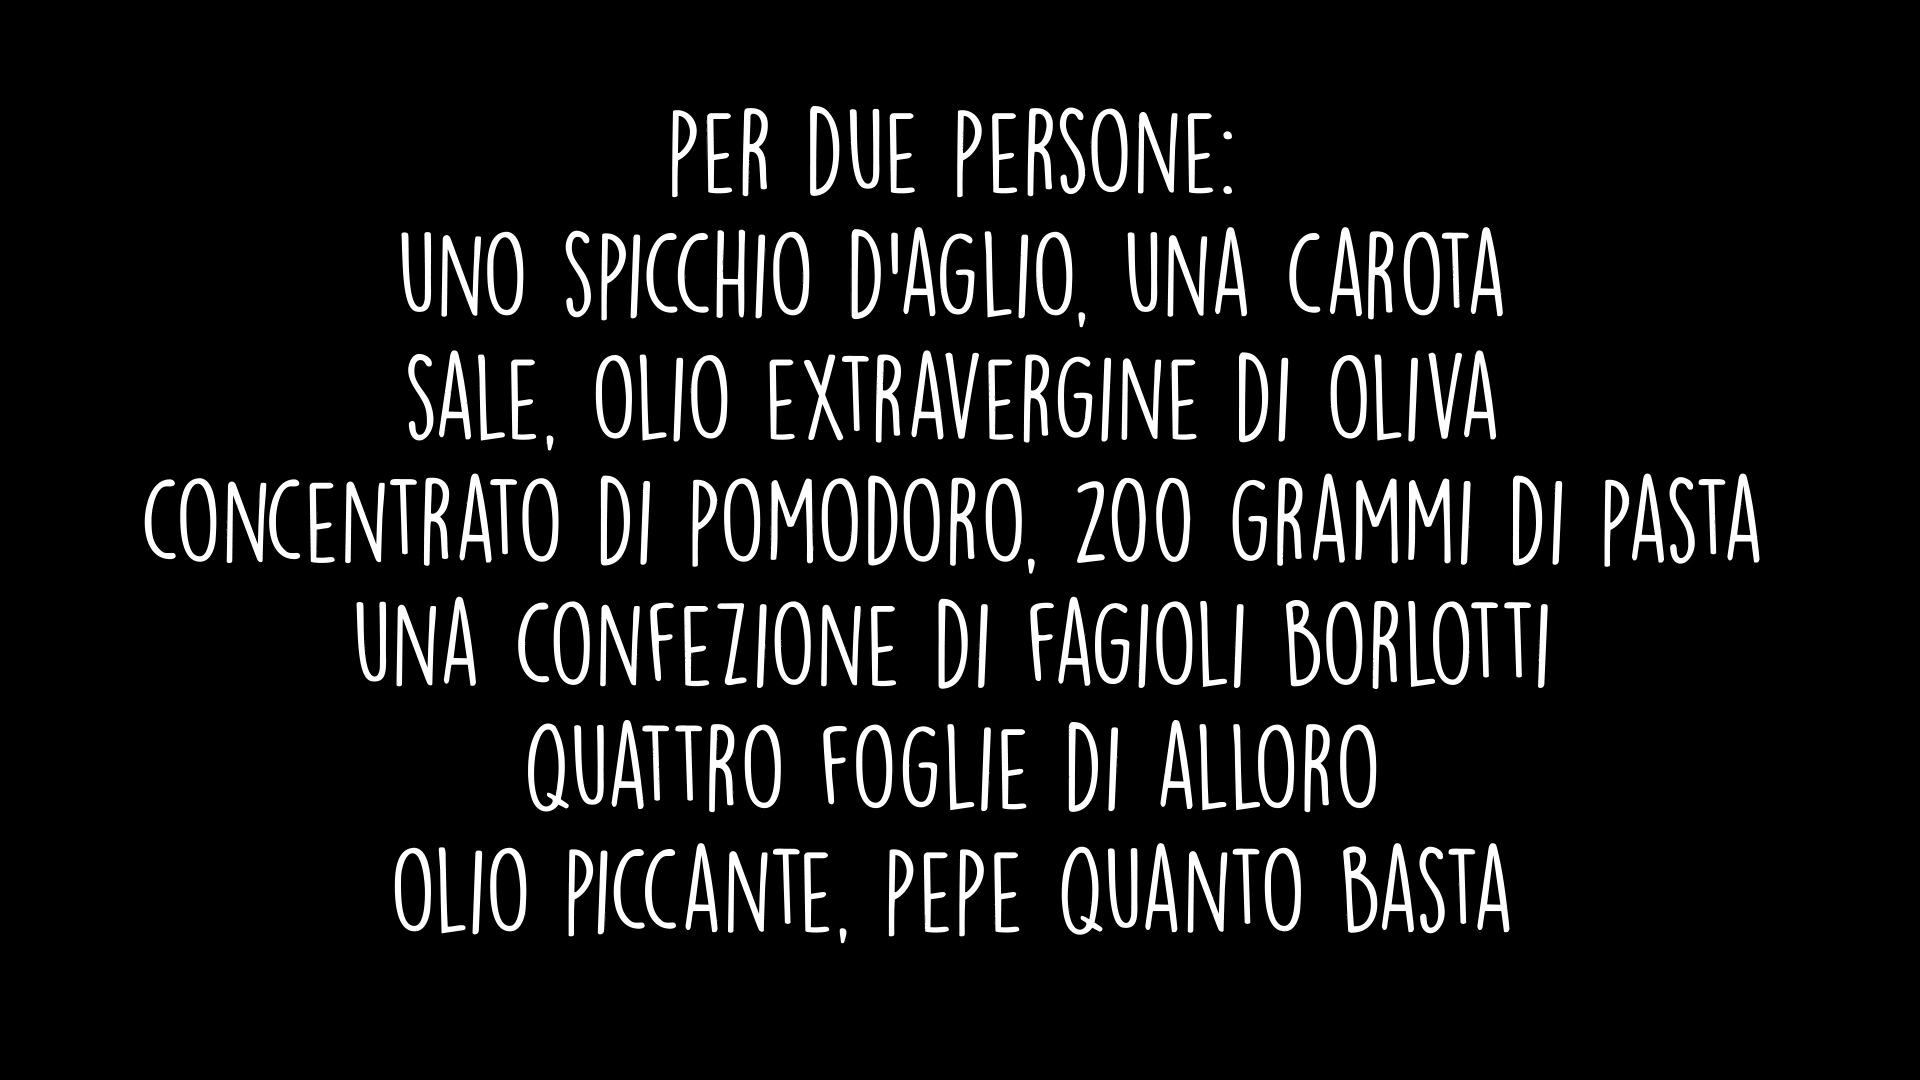 PER DUE PERSONE:
UNO SPICCHIO D'AGLIO, UNA CAROTA
SALE, OLIO EXTRAVERGINE DI OLIVA
CONCENTRATO DI POMODORO, 200 GRAMMI DI PASTA
UNA CONFEZIONE DI FAGIOLI BORLOTTI
QUATTRO FOGLIE DI ALLORO
OLIO PICCANTE, PEPE QUANTO BASTA